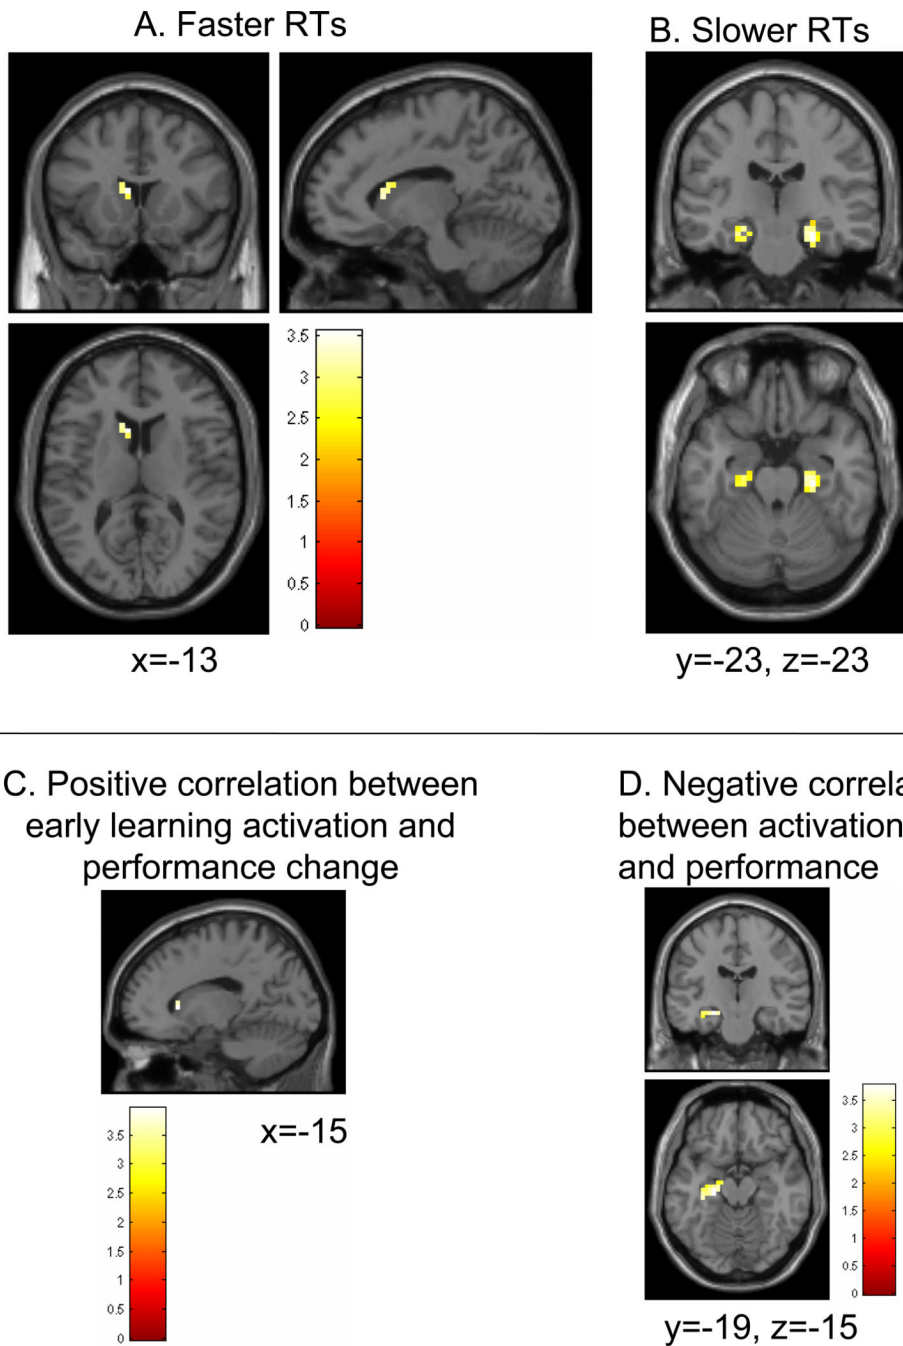 A. Faster RTs
B. Slower RTs
3.5
3
2.5
2
1.5
1
0.5
0
x=-13
y=-23, z=-23
C. Positive correlation between
early learning activation and
performance change
D. Negative
between activation
and performance
3.5
3
2.5
2
1.5
1
0.5
0
x=-15
3.5
3
2.5
2
1.5
1
0.5
0
y=-19, z=-15